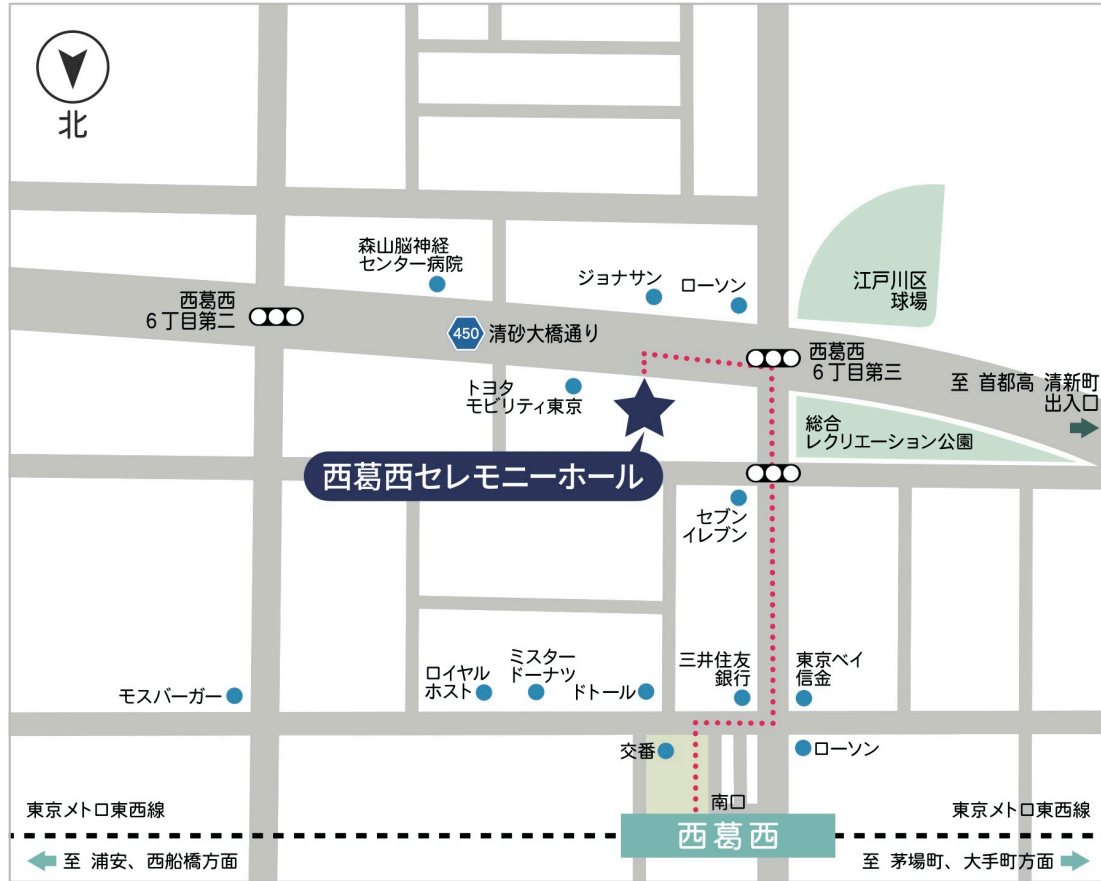 北
森山脳神経
センター病院
ジョナサン
ローソン
江戸川区
球場
西葛西
6丁目第二
450
清砂大橋通り
西葛西
6丁目第三
至 首都高 清新町
出入口
トヨタ
モビリティ東京
総合
レクリエーション公園
西葛西セレモニーホール
セブン
イレブン
モスバーガー
ロイヤル
ホスト
ミスター
ドーナツ
ドトール
三井住友
銀行
東京ベイ
信金
交番
ローソン
南口
東京メトロ東西線
東京メトロ東西線
西葛西
至 浦安、西船橋方面
至 茅場町、大手町方面